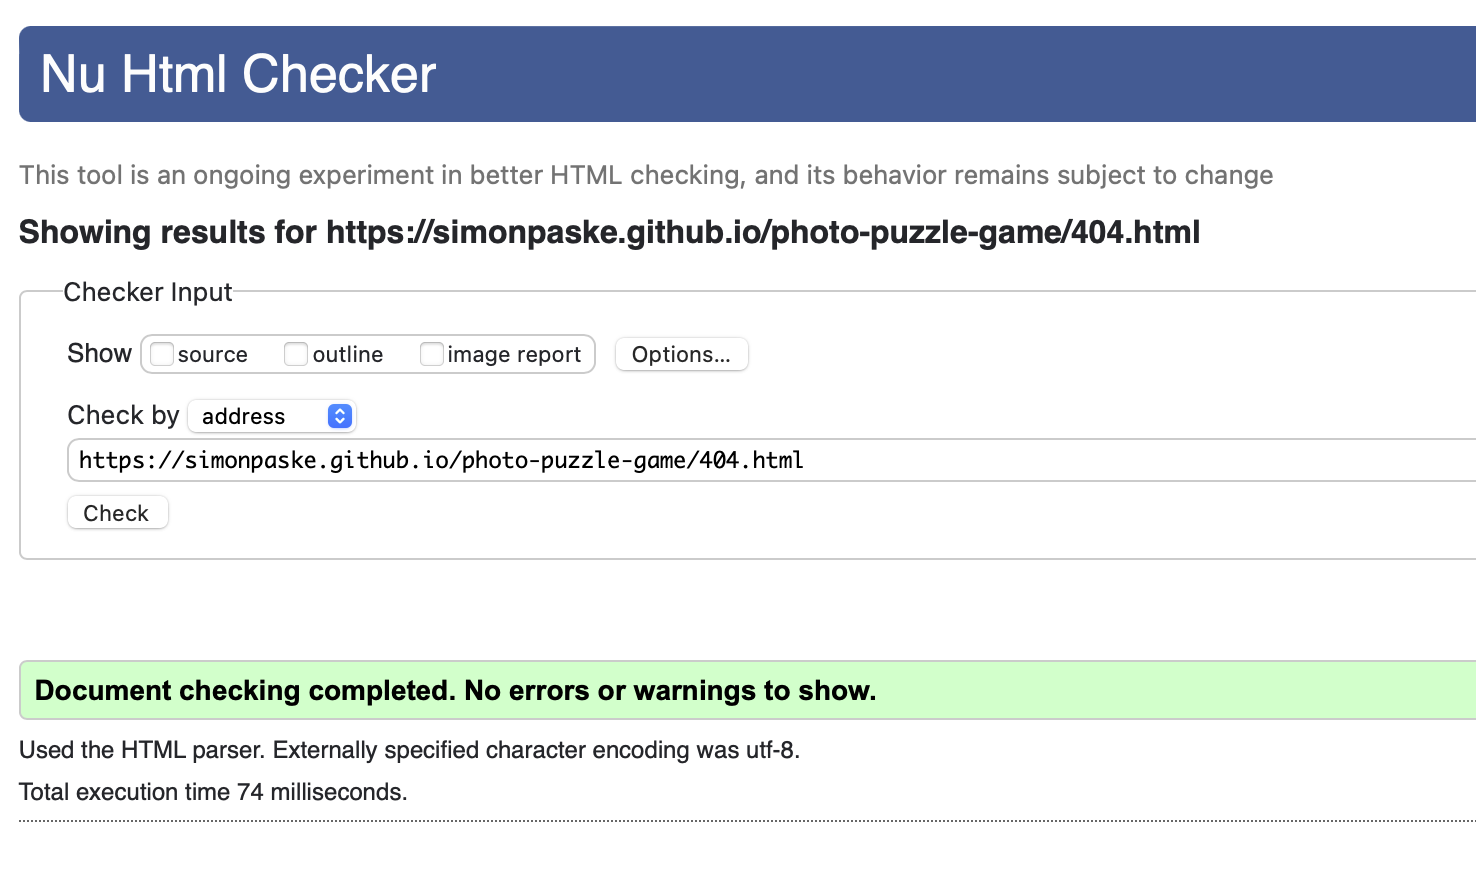 Nu Html Checker
This tool is an ongoing experiment in better HTML checking, and its behavior remains subject to change
Showing results for https://simonpaske.github.io/photo-puzzle-game/404.html
Checker Input
Show source outline image report Options...
Check by address
https://simonpaske.github.io/photo-puzzle-game/404.html
Check
Document checking completed. No errors or warnings to show.
Used the HTML parser. Externally specified character encoding was utf-8.
Total execution time 74 milliseconds.